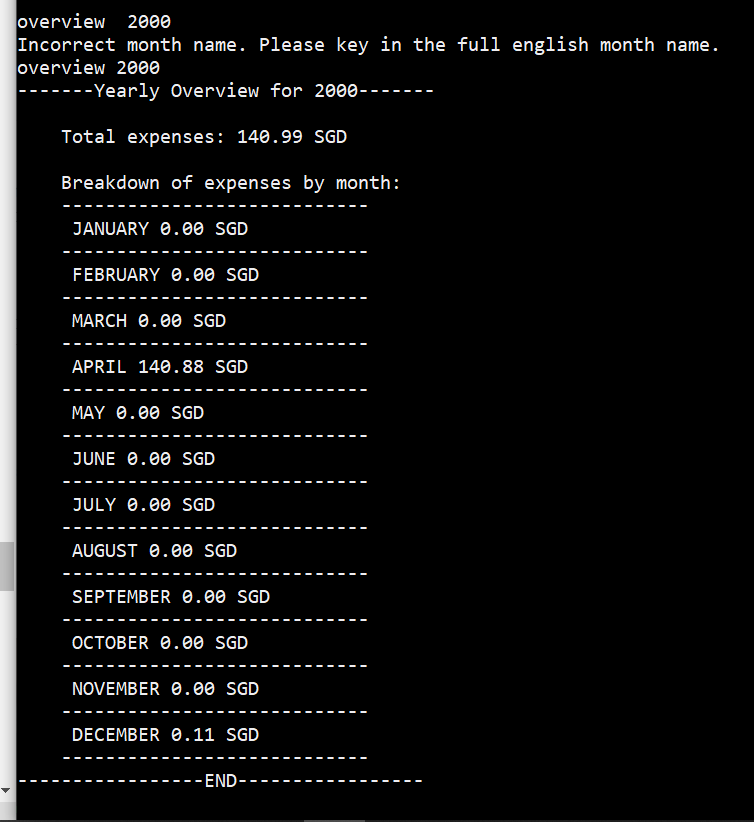 overview  2000
Incorrect month name. Please key in the full english month name.
overview 2000
-------Yearly Overview for 2000-------
Total expenses: 140.99 SGD
Breakdown of expenses by month:
----------------------------
JANUARY 0.00 SGD
----------------------------
FEBRUARY 0.00 SGD
----------------------------
MARCH 0.00 SGD
----------------------------
APRIL 140.88 SGD
----------------------------
MAY 0.00 SGD
----------------------------
JUNE 0.00 SGD
----------------------------
JULY 0.00 SGD
----------------------------
AUGUST 0.00 SGD
----------------------------
SEPTEMBER 0.00 SGD
----------------------------
OCTOBER 0.00 SGD
----------------------------
NOVEMBER 0.00 SGD
----------------------------
DECEMBER 0.11 SGD
----------------------------
-----------------END-----------------